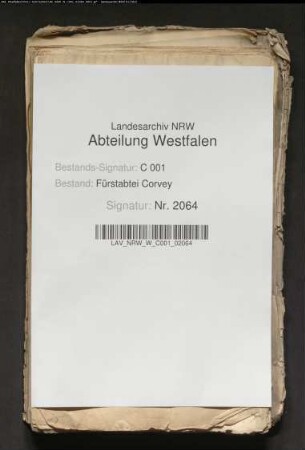 Landesarchiv NRW
Abteilung Westfalen
Bestands-Signatur: C 001
Bestand: Fürstabtei Corvey
Signatur: Nr. 2064
LAV_NRW_W_C001_02064